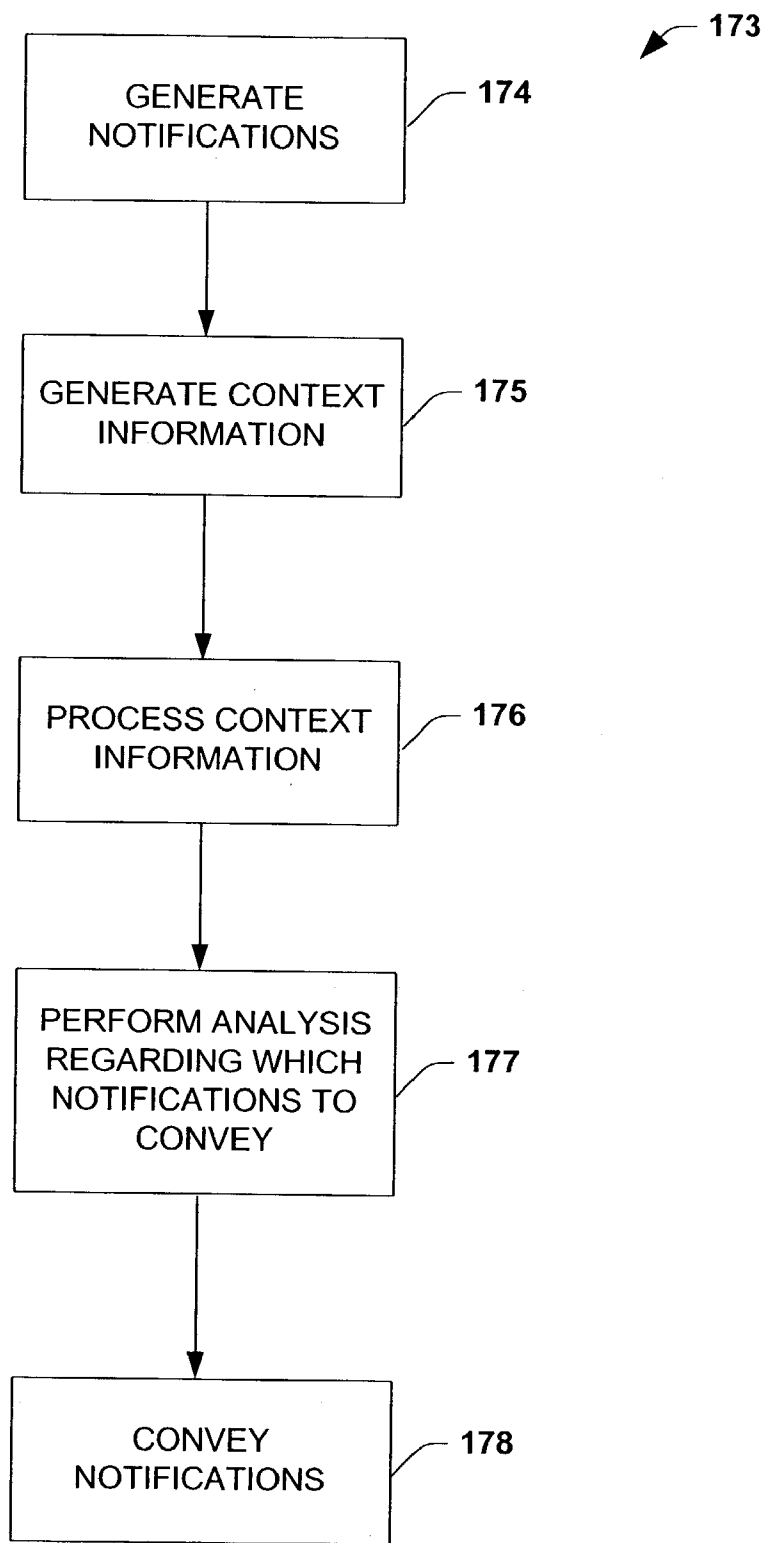 173
GENERATE
NOTIFICATIONS
174
GENERATE CONTEXT
INFORMATION
175
PROCESS CONTEXT
INFORMATION
176
PERFORM ANALYSIS
REGARDING WHICH
NOTIFICATIONS TO
CONVEY
177
CONVEY
NOTIFICATIONS
178